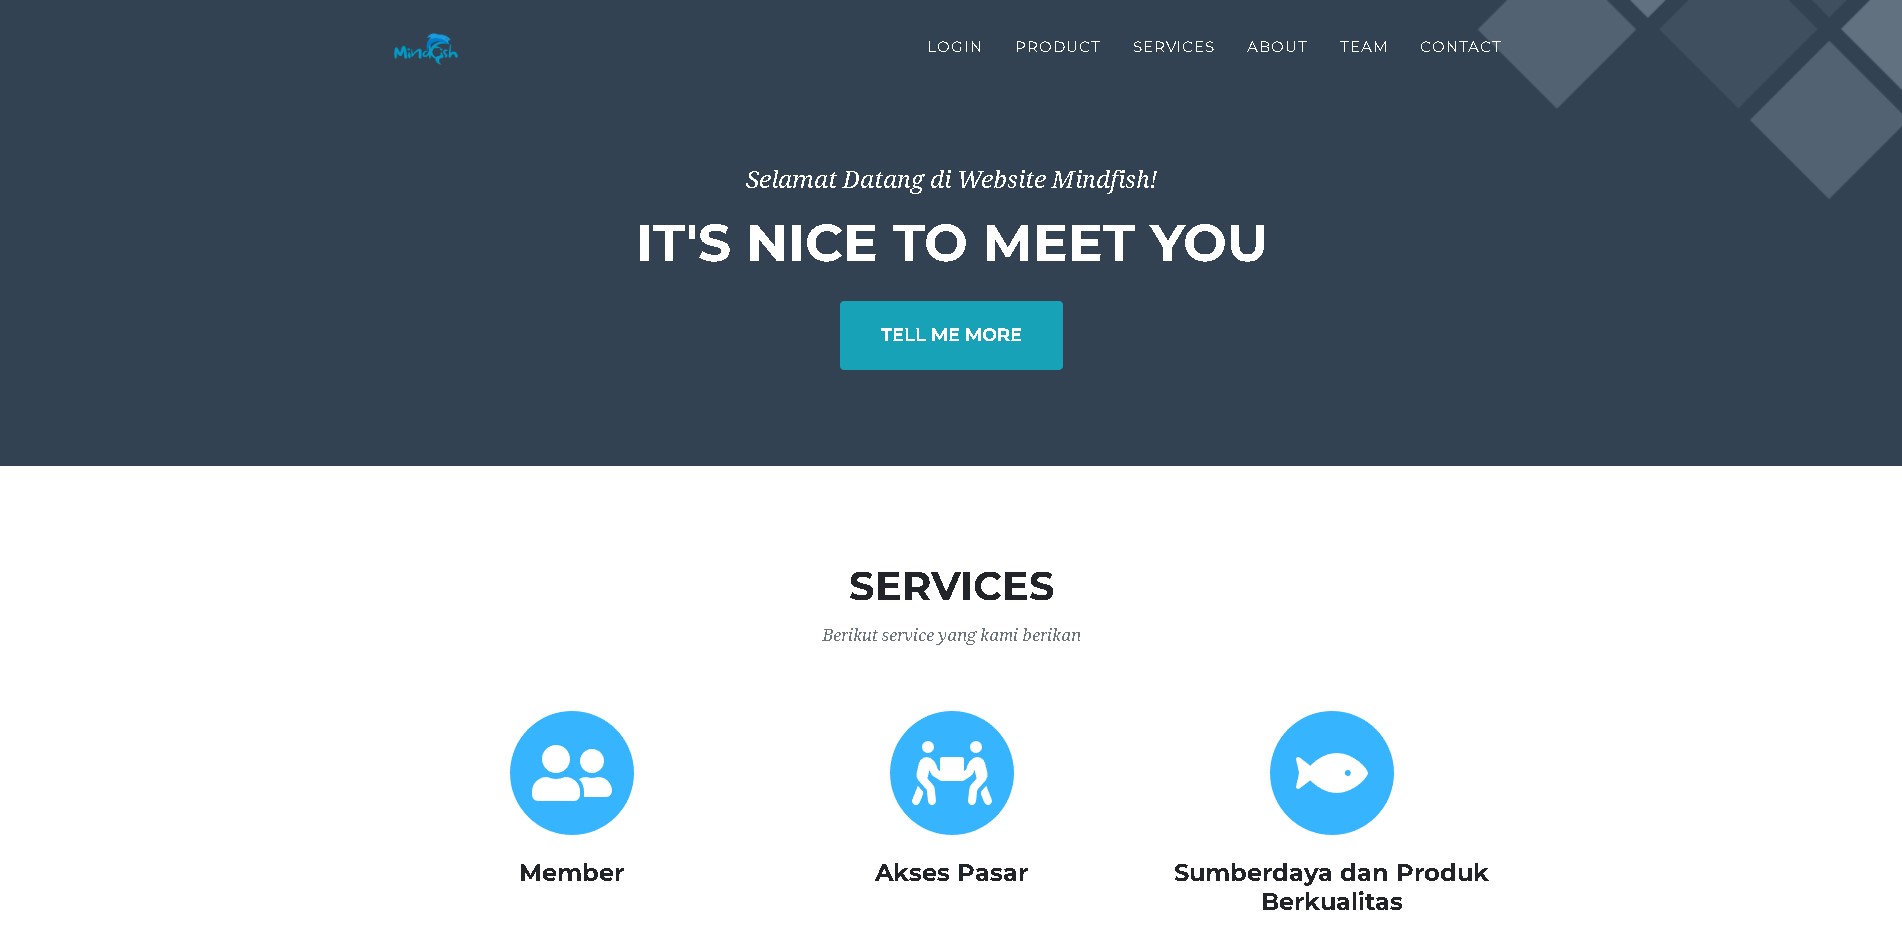 Mindfish
LOGIN PRODUCT SERVICES ABOUT TEAM CONTACT
Selamat Datang di Website Mindfish!
IT'S NICE TO MEET YOU
TELL ME MORE
SERVICES
Berikut service yang kami berikan
Member
Akses Pasar
Sumberdaya dan Produk
Berkualitas